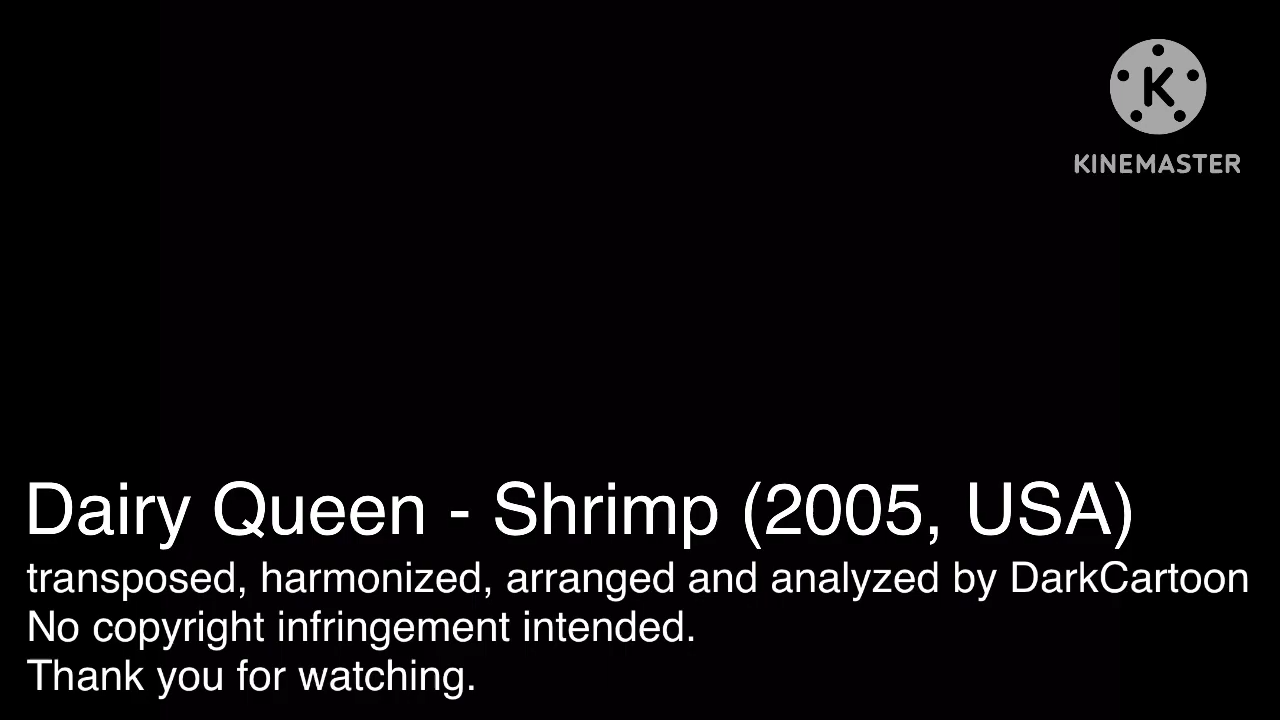 K
KINEMASTER
Dairy Queen - Shrimp (2005, USA)
transposed, harmonized, arranged and analyzed by DarkCartoon
No copyright infringement intended.
Thank you for watching.